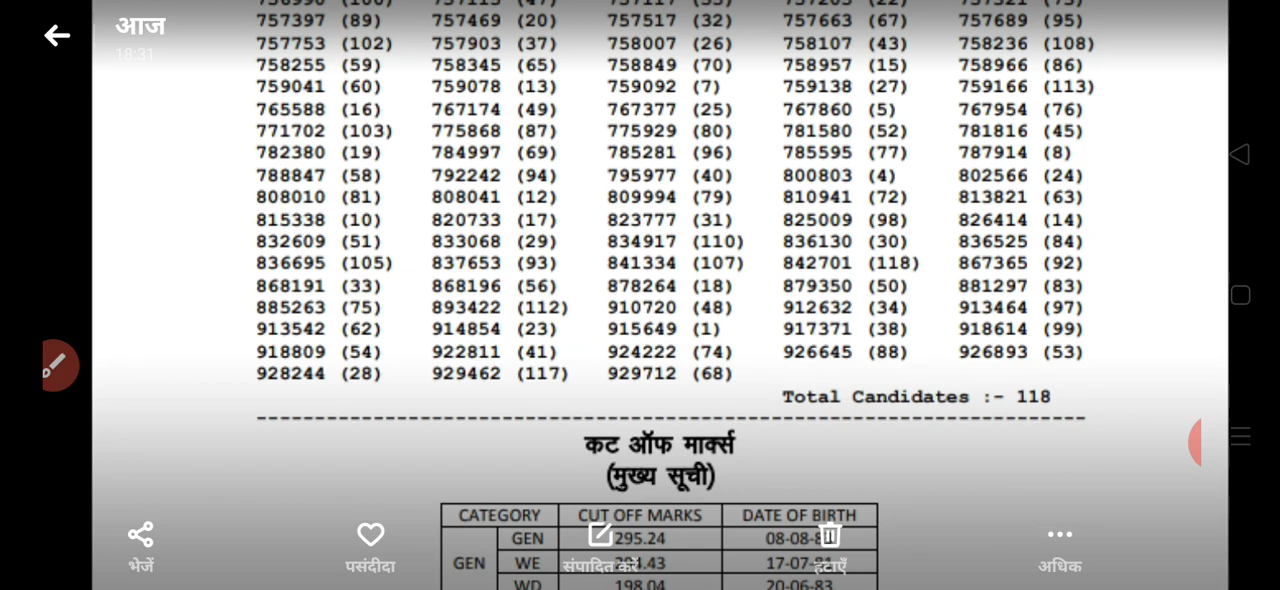 आज
18:31
757397 (89) 757469 (20) 757517 (32) 757663 (67) 757689 (95)
757753 (102) 757903 (37) 758007 (26) 758107 (43) 758236 (108)
758255 (59) 758345 (65) 758849 (70) 758957 (15) 758966 (86)
759041 (60) 759078 (13) 759092 (7) 759138 (27) 759166 (113)
765588 (16) 767174 (49) 767377 (25) 767860 (5) 767954 (76)
771702 (103) 775868 (87) 775929 (80) 781580 (52) 781816 (45)
782380 (19) 784997 (69) 785281 (96) 785595 (77) 787914 (8)
788847 (58) 792242 (94) 795977 (40) 800803 (4) 802566 (24)
808010 (81) 808041 (12) 809994 (79) 810941 (72) 813821 (63)
815338 (10) 820733 (17) 823777 (31) 825009 (98) 826414 (14)
832609 (51) 833068 (29) 834917 (110) 836130 (30) 836525 (84)
836695 (105) 837653 (93) 841334 (107) 842701 (118) 867365 (92)
868191 (33) 868196 (56) 878264 (18) 879350 (50) 881297 (83)
885263 (75) 893422 (112) 910720 (48) 912632 (34) 913464 (97)
913542 (62) 914854 (23) 915649 (1) 917371 (38) 918614 (99)
918809 (54) 922811 (41) 924222 (74) 926645 (88) 926893 (53)
928244 (28) 929462 (117) 929712 (68)
Total Candidates :- 118
कट ऑफ मार्क्स
(मुख्य सूची)
CATEGORY CUT OFF MARKS DATE OF BIRTH
GEN 295.24
GEN WE
WD 198.04 20-06-83
भेजें पसंदीदा संपादित करें हटाएँ अधिक